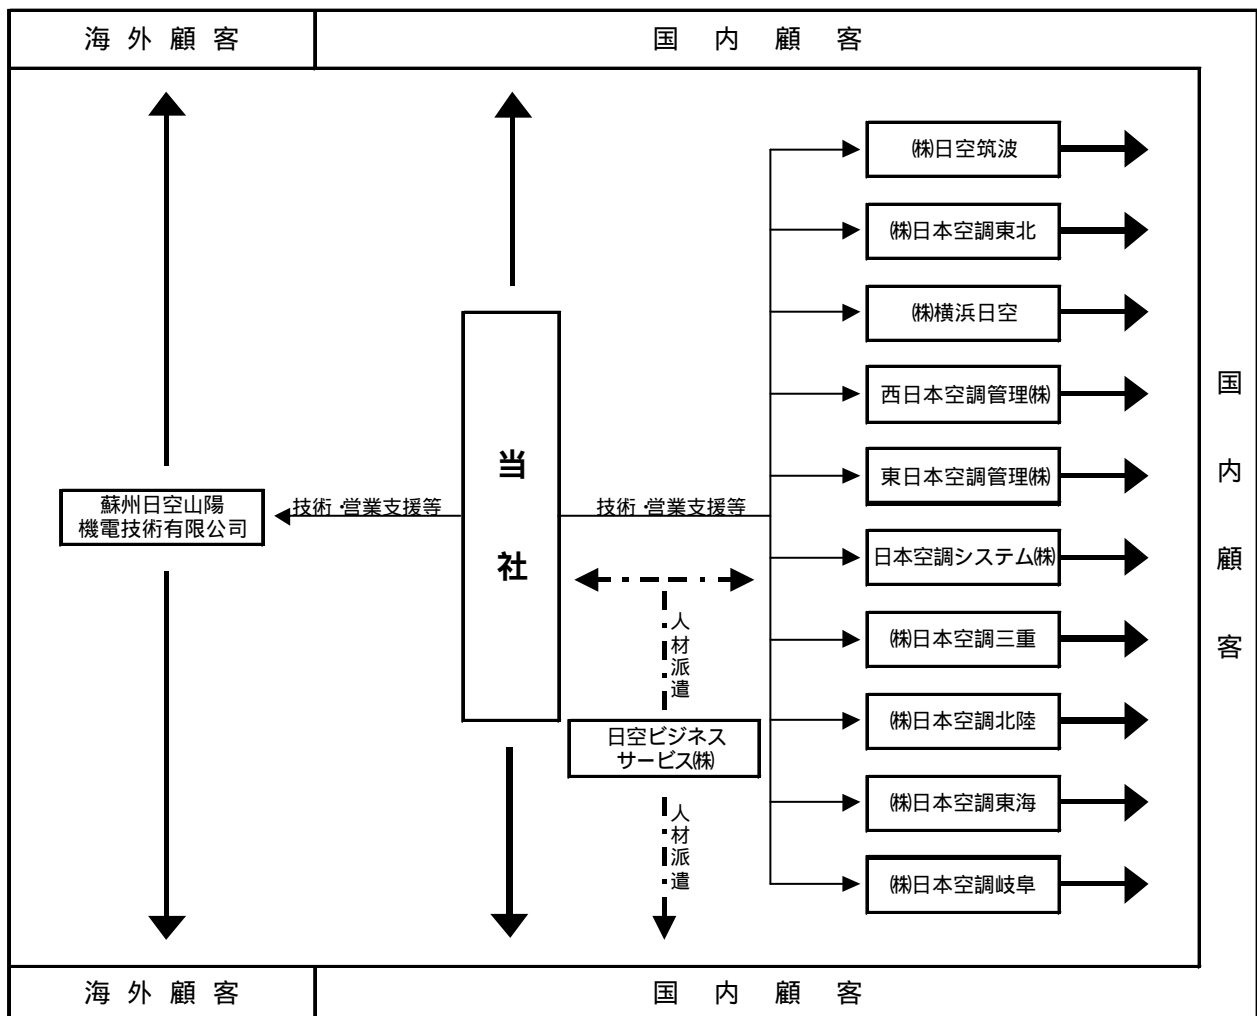 海外顧客
国内顧客
㈱日空筑波
㈱日本空調東北
㈱横浜日空
西日本空調管理㈱
東日本空調管理㈱
日本空調システム㈱
㈱日本空調三重
㈱日本空調北陸
㈱日本空調東海
㈱日本空調岐阜
国内顧客
当社
蘇州日空山陽
機電技術有限公司
技術・営業支援等
技術・営業支援等
人材派遣
日空ビジネス
サービス㈱
人材派遣
海外顧客
国内顧客